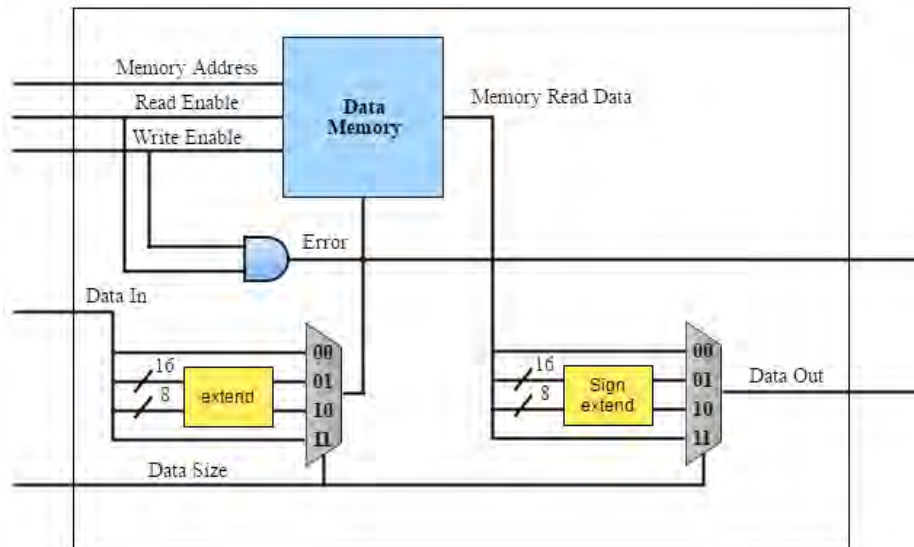 Memory Address
Read Enable
Write Enable
Data
Memory
Memory Read Data
Error
Data In
00
16
01
8
extend
10
11
Data Size
00
16
01
8
Sign
extend
10
11
Data Out